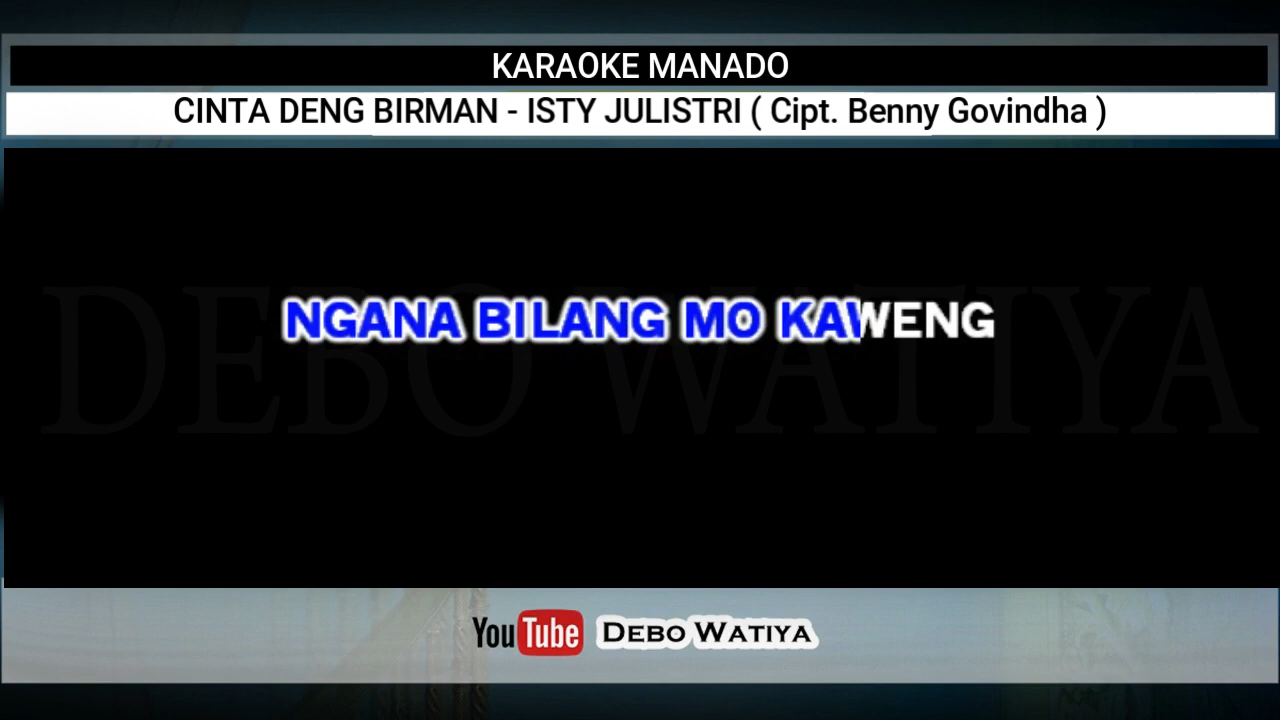 KARAOKE MANADO
CINTA DENG BIRMAN - ISTY JULISTRI ( Cipt. Benny Govindha )
NGANA BILANG MO KAWENG
DEBO WATIYA
YouTube DEBO WATIYA